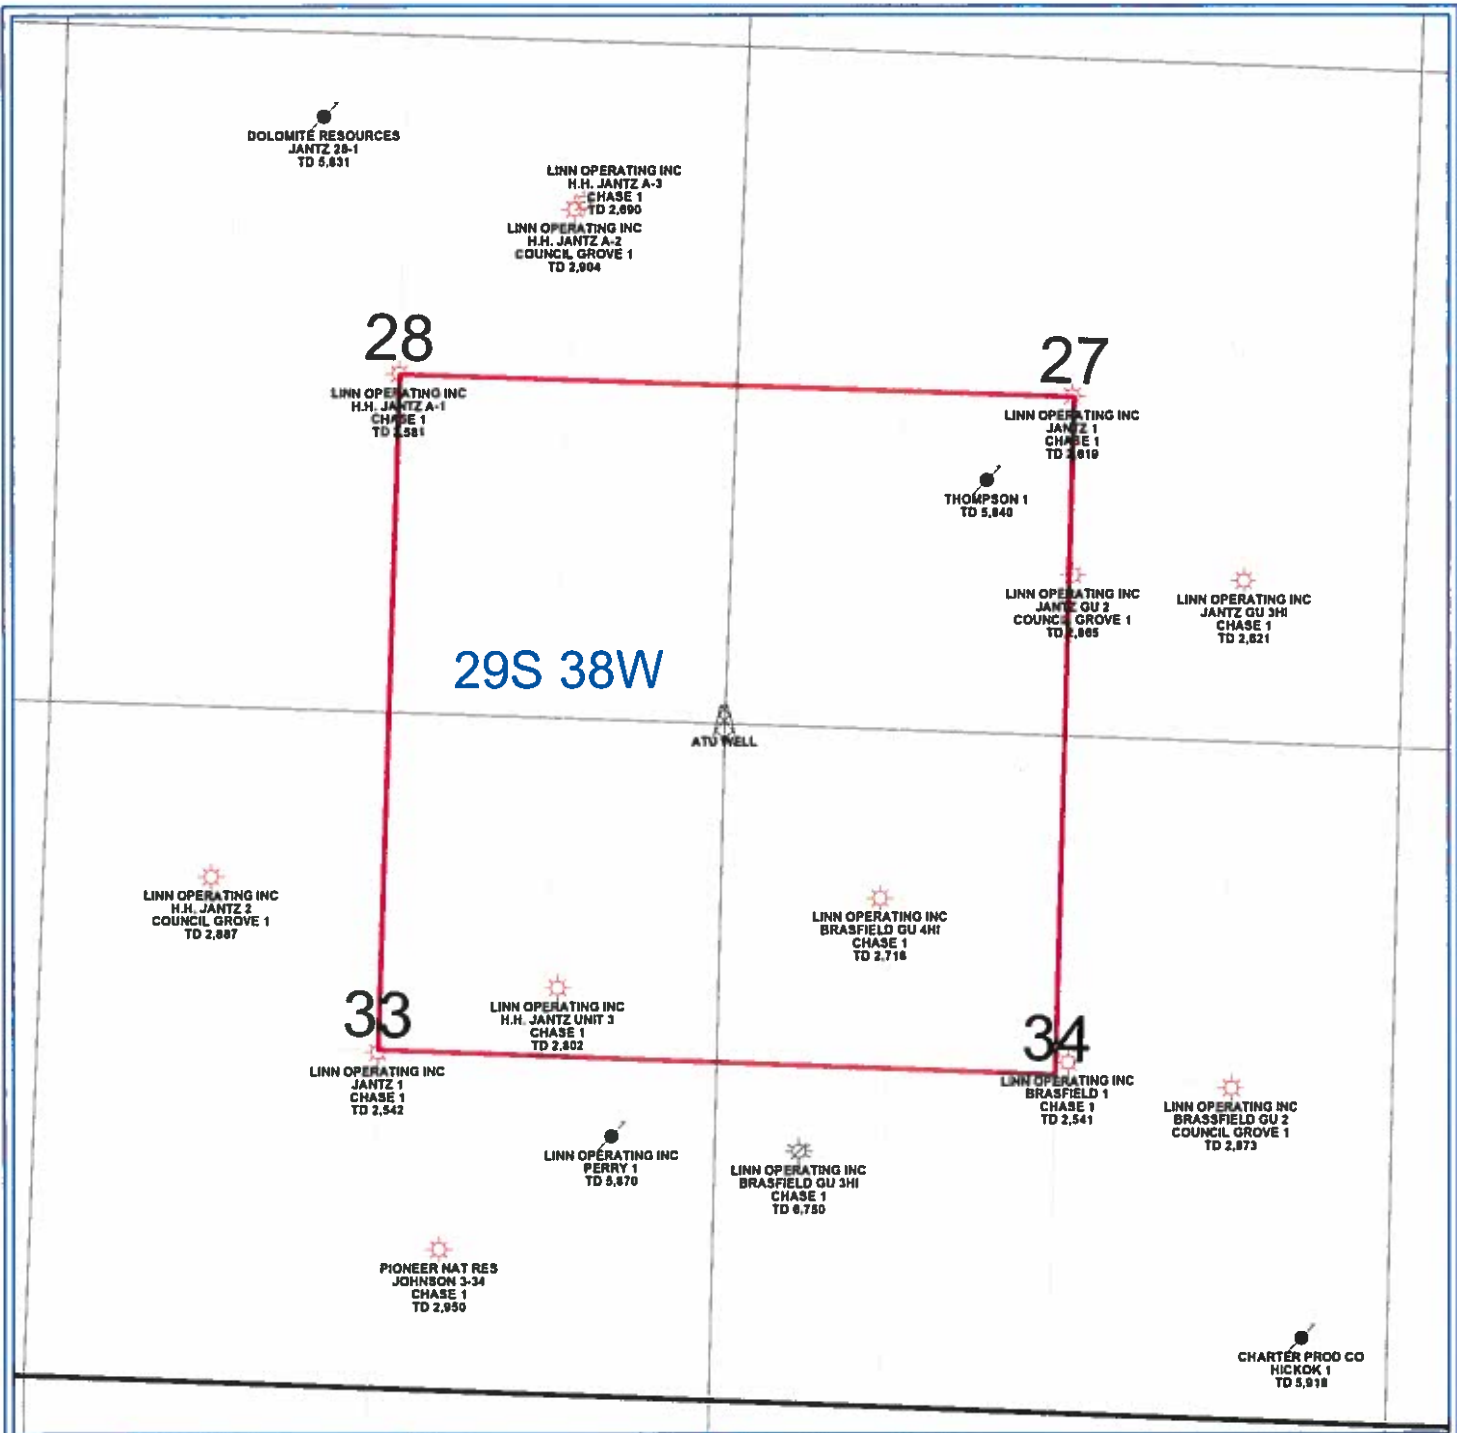 DOLOMITE RESOURCES
JANTZ 28-1
TD 5,831
LINN OPERATING INC
H.H. JANTZ A-3
CHASE 1
TD 2,690
LINN OPERATING INC
H.H. JANTZ A-2
COUNCIL GROVE 1
TD 2,904
28
LINN OPERATING INC
H.H. JANTZ A-1
CHASE 1
TD 2,581
27
LINN OPERATING INC
JANTZ 1
CHASE 1
TD 2,619
THOMPSON 1
TD 5,840
LINN OPERATING INC
JANTZ GU 2
COUNCIL GROVE 1
TD 2,865
LINN OPERATING INC
JANTZ GU 3HI
CHASE 1
TD 2,621
29S 38W
ATU WELL
LINN OPERATING INC
H.H. JANTZ 2
COUNCIL GROVE 1
TD 2,887
LINN OPERATING INC
BRASFIELD GU 4HI
CHASE 1
TD 2,716
33
LINN OPERATING INC
H.H. JANTZ UNIT 3
CHASE 1
TD 2,802
34
LINN OPERATING INC
JANTZ 1
CHASE 1
TD 2,542
LINN OPERATING INC
BRASFIELD 1
CHASE 1
TD 2,541
LINN OPERATING INC
BRASSFIELD GU 2
COUNCIL GROVE 1
TD 2,873
LINN OPERATING INC
PERRY 1
TD 5,870
LINN OPERATING INC
BRASFIELD GU 3HI
CHASE 1
TD 6,750
PIONEER NAT RES
JOHNSON 3-34
CHASE 1
TD 2,950
CHARTER PROD CO
HICKOK 1
TD 5,918